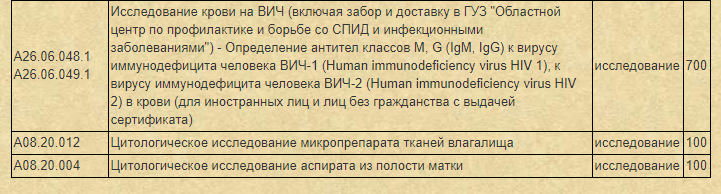 Исследование крови на ВИЧ (включая забор и доставку в ГУЗ "Областной
центр по профилактике и борьбе со СПИД и инфекционными
заболеваниями") - Определение антител классов M, G (IgM, IgG) к вирусу
A26.06.048.1
A26.06.049.1
иммунодефицита человека ВИЧ-1 (Human immunodeficiency virus HIV 1), к
исследование
700
вирусу иммунодефицита человека ВИЧ-2 (Human immunodeficiency virus HIV
2) в крови (для иностранных лиц и лиц без гражданства с выдачей
сертификата)
A08.20.012 Цитологическое исследование микропрепарата тканей влагалища исследование 100
A08.20.004 Цитологическое исследование аспирата из полости матки исследование 100